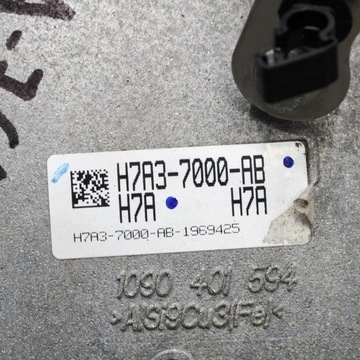 H7A3-7000-AB
H7A H7A
H7A3-7000-AB-1969425
1090 401 594
>AlSi9Cu3(Fe)<